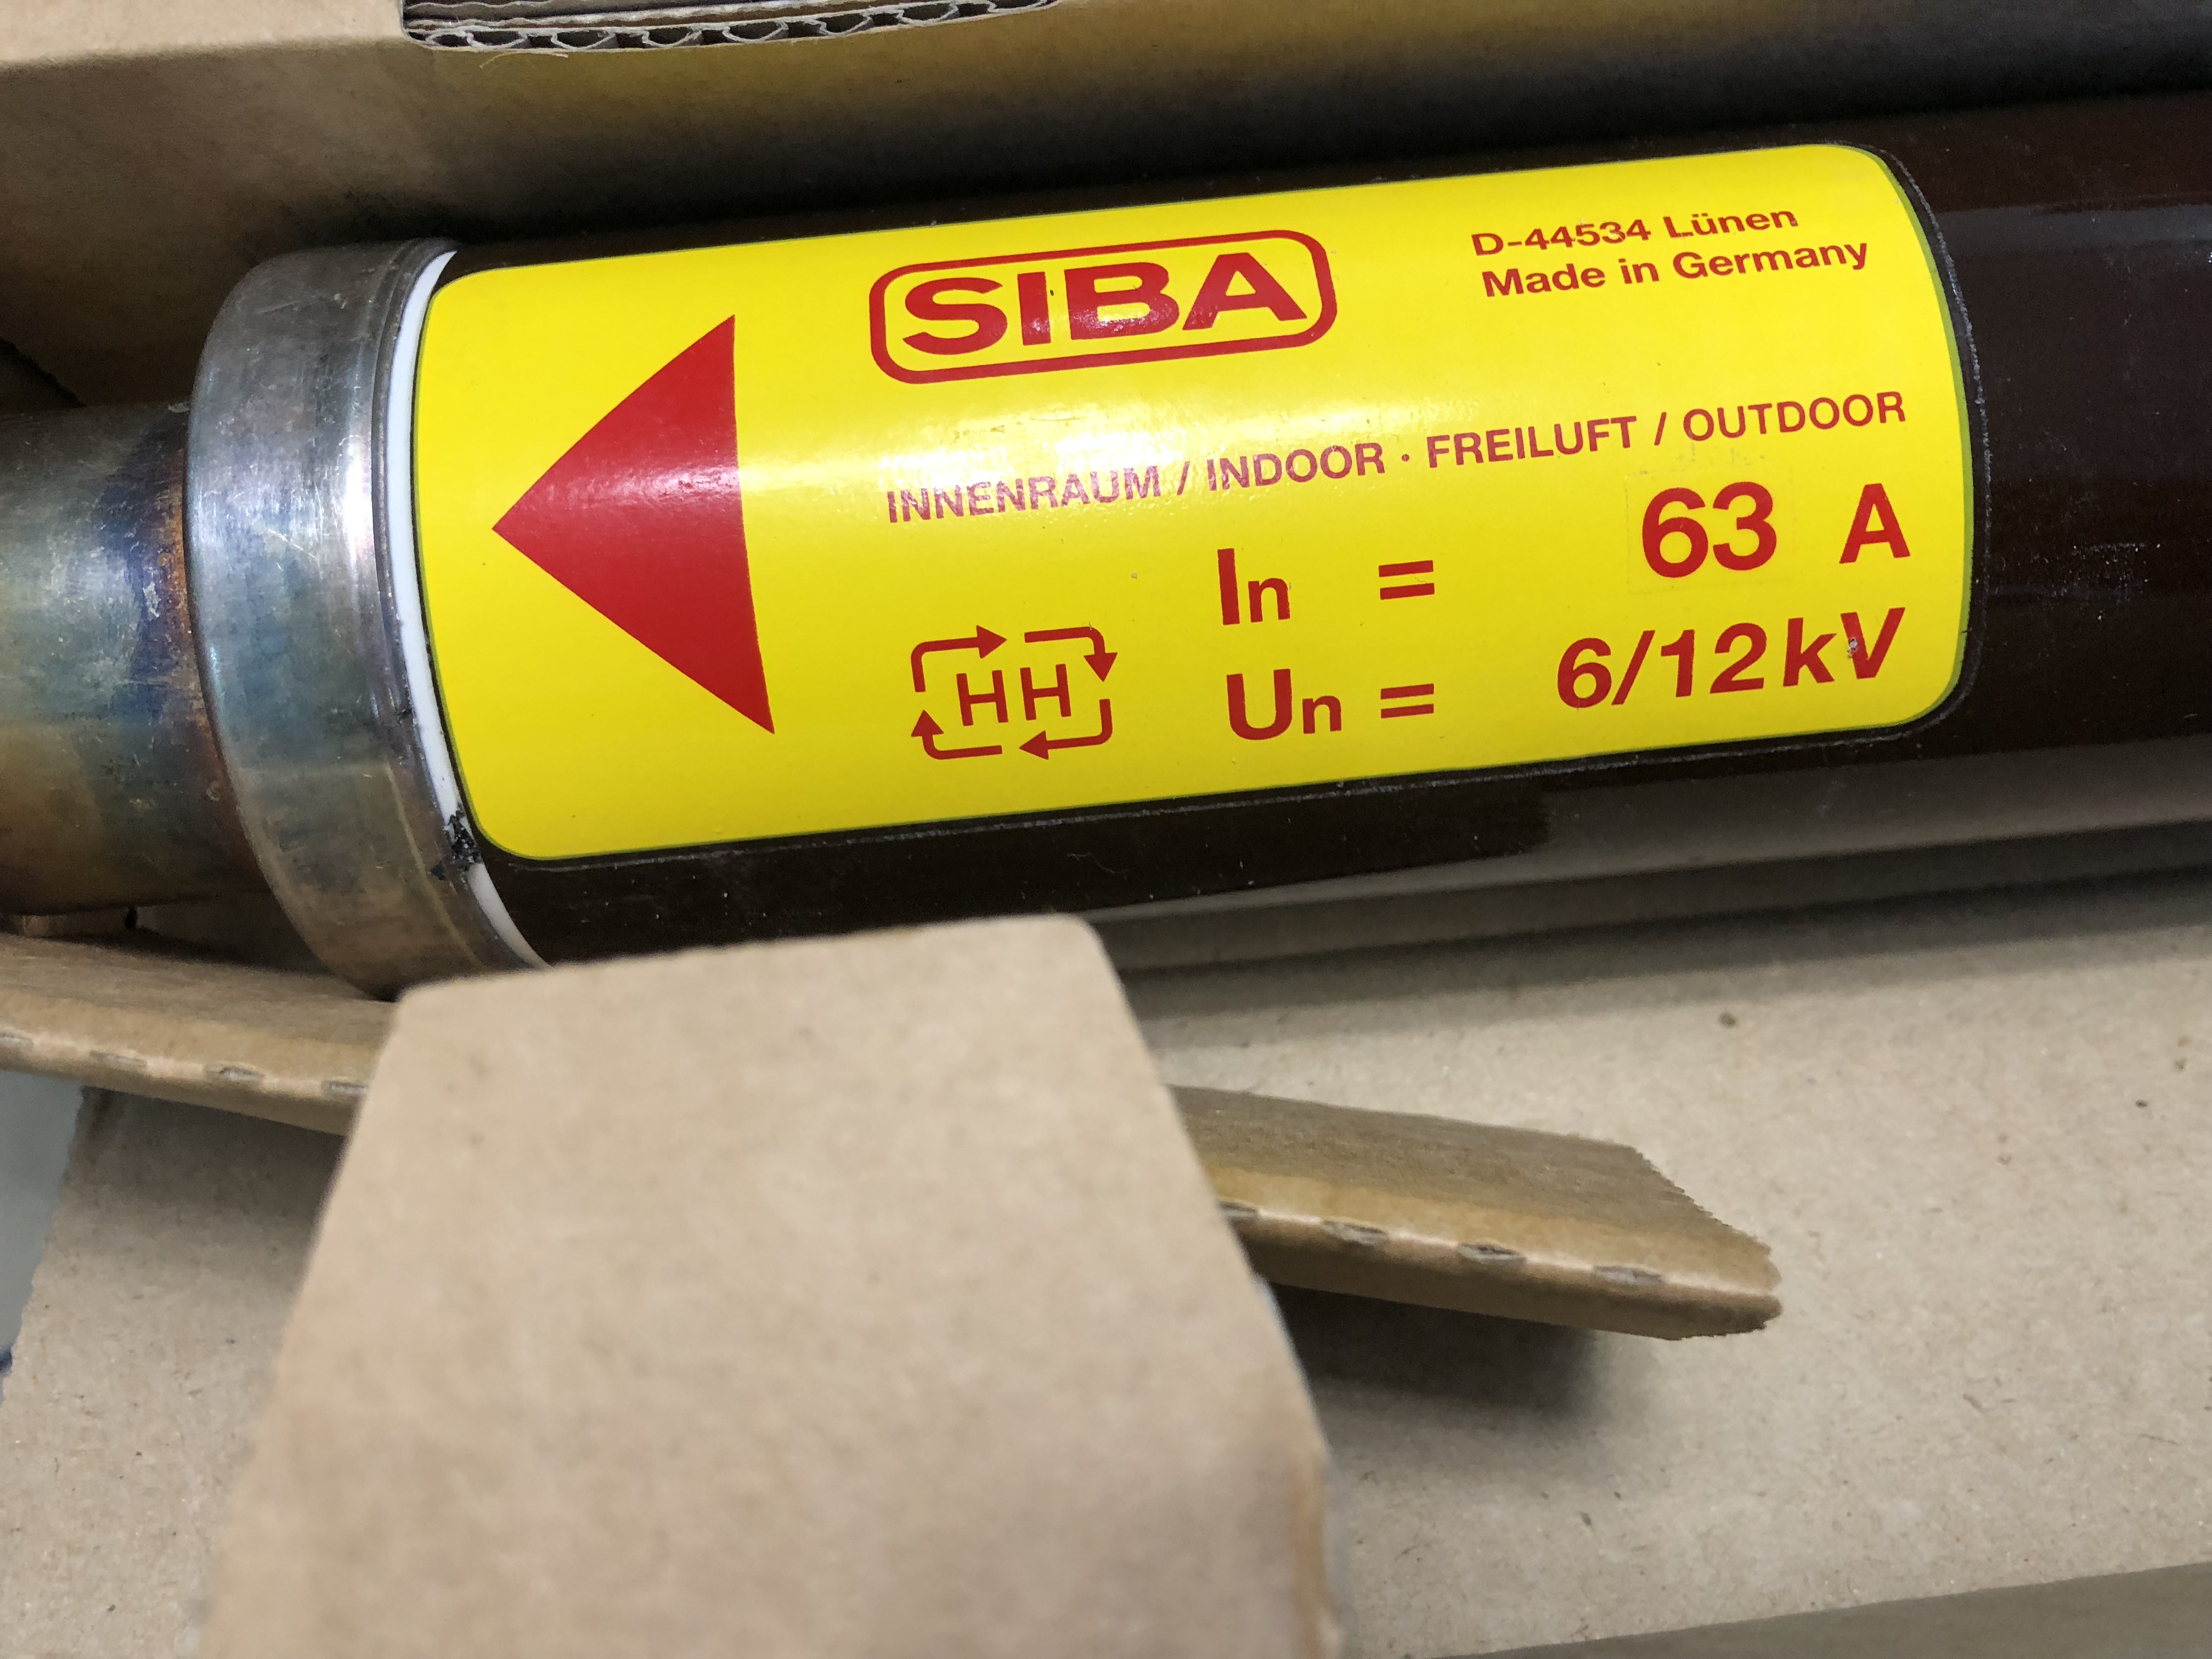 SIBA
D-44534 Lünen
Made in Germany
INNENRAUM / INDOOR · FREILUFT / OUTDOOR
In = 63 A
HH
Un = 6/12kV